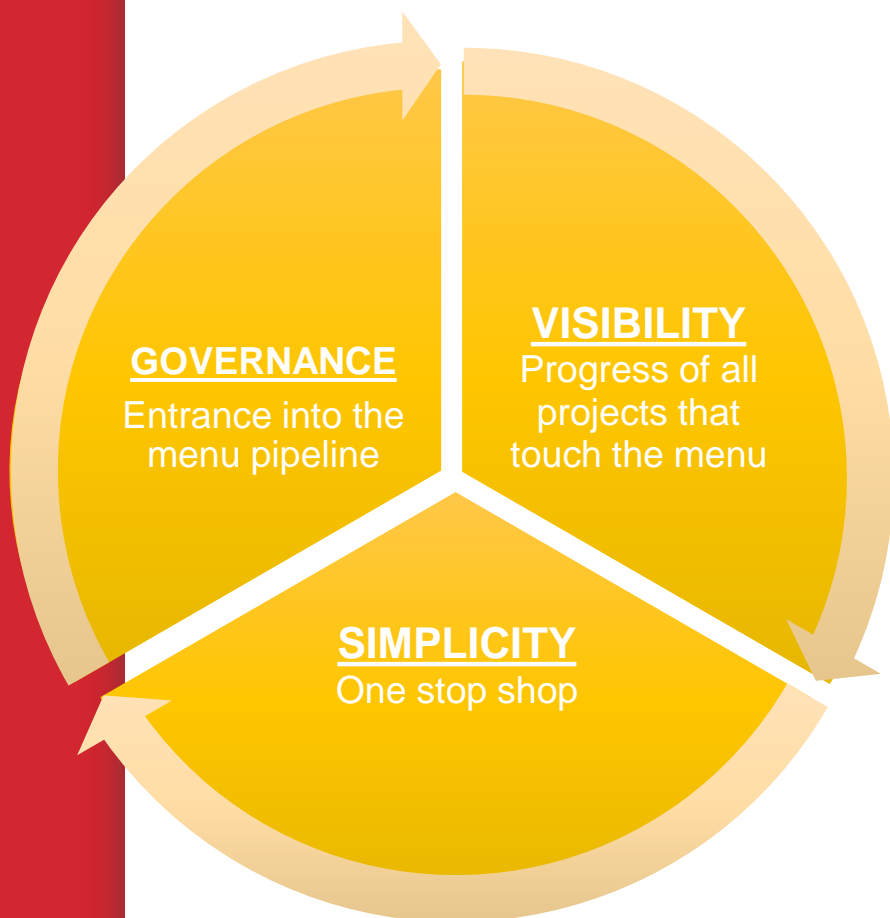 GOVERNANCE
Entrance into the
menu pipeline
VISIBILITY
Progress of all
projects that
touch the menu
SIMPLICITY
One stop shop